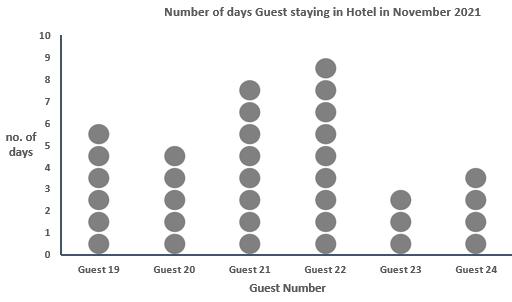 Number of days Guest staying in Hotel in November 2021
10
9
8
7
6
5
4
3
2
1
0
no. of
days
Guest 19 Guest 20 Guest 21 Guest 22 Guest 23 Guest 24
Guest Number